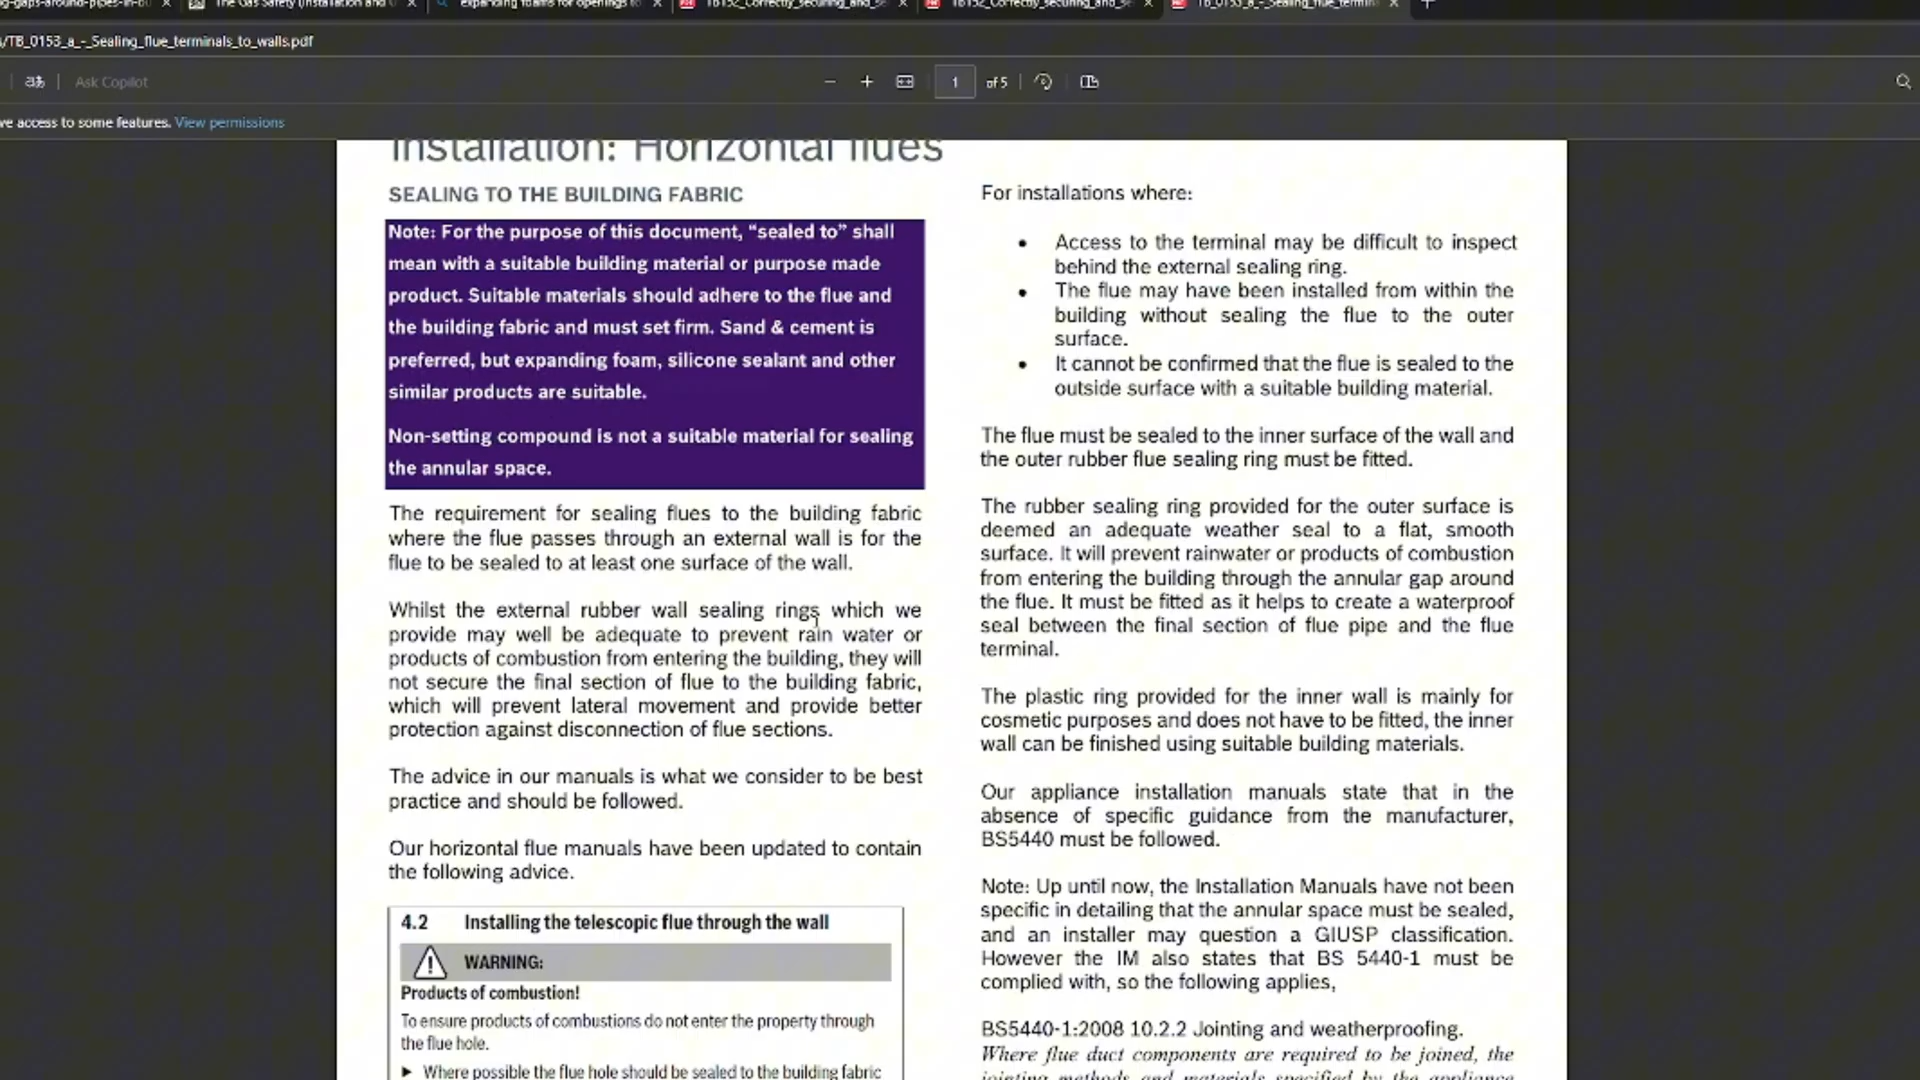 /TB_0153_a_-_Sealing_flue_terminals_to_walls.pdf
Ask Copilot
1 of 5
ve access to some features. View permissions
Installation: Horizontal flues
SEALING TO THE BUILDING FABRIC
Note: For the purpose of this document, “sealed to” shall
mean with a suitable building material or purpose made
product. Suitable materials should adhere to the flue and
the building fabric and must set firm. Sand & cement is
preferred, but expanding foam, silicone sealant and other
similar products are suitable.
Non-setting compound is not a suitable material for sealing
the annular space.
The requirement for sealing flues to the building fabric
where the flue passes through an external wall is for the
flue to be sealed to at least one surface of the wall.
Whilst the external rubber wall sealing rings which we
provide may well be adequate to prevent rain water or
products of combustion from entering the building, they will
not secure the final section of flue to the building fabric,
which will prevent lateral movement and provide better
protection against disconnection of flue sections.
The advice in our manuals is what we consider to be best
practice and should be followed.
Our horizontal flue manuals have been updated to contain
the following advice.
4.2 Installing the telescopic flue through the wall
WARNING:
Products of combustion!
To ensure products of combustions do not enter the property through
the flue hole.
► Where possible the flue hole should be sealed to the building fabric
For installations where:
• Access to the terminal may be difficult to inspect
behind the external sealing ring.
• The flue may have been installed from within the
building without sealing the flue to the outer
surface.
• It cannot be confirmed that the flue is sealed to the
outside surface with a suitable building material.
The flue must be sealed to the inner surface of the wall and
the outer rubber flue sealing ring must be fitted.
The rubber sealing ring provided for the outer surface is
deemed an adequate weather seal to a flat, smooth
surface. It will prevent rainwater or products of combustion
from entering the building through the annular gap around
the flue. It must be fitted as it helps to create a waterproof
seal between the final section of flue pipe and the flue
terminal.
The plastic ring provided for the inner wall is mainly for
cosmetic purposes and does not have to be fitted, the inner
wall can be finished using suitable building materials.
Our appliance installation manuals state that in the
absence of specific guidance from the manufacturer,
BS5440 must be followed.
Note: Up until now, the Installation Manuals have not been
specific in detailing that the annular space must be sealed,
and an installer may question a GIUSP classification.
However the IM also states that BS 5440-1 must be
complied with, so the following applies,
BS5440-1:2008 10.2.2 Jointing and weatherproofing.
Where flue duct components are required to be joined, the
jointing methods and materials specified by the appliance